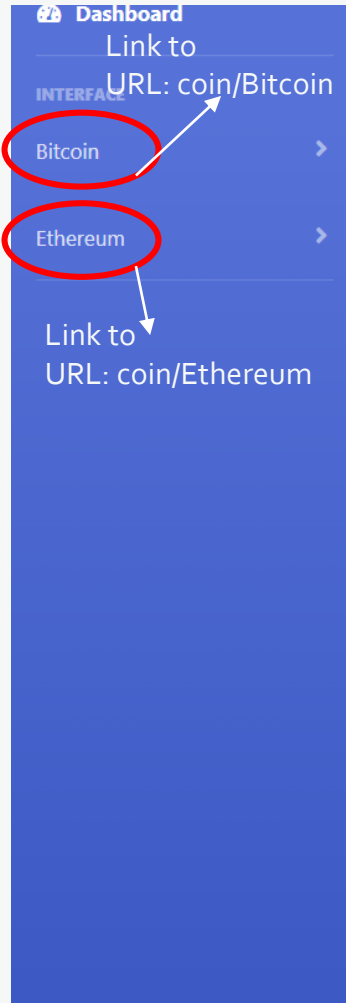 Dashboard
Link to
URL: coin/Bitcoin
INTERFACE
Bitcoin
Ethereum
Link to
URL: coin/Ethereum